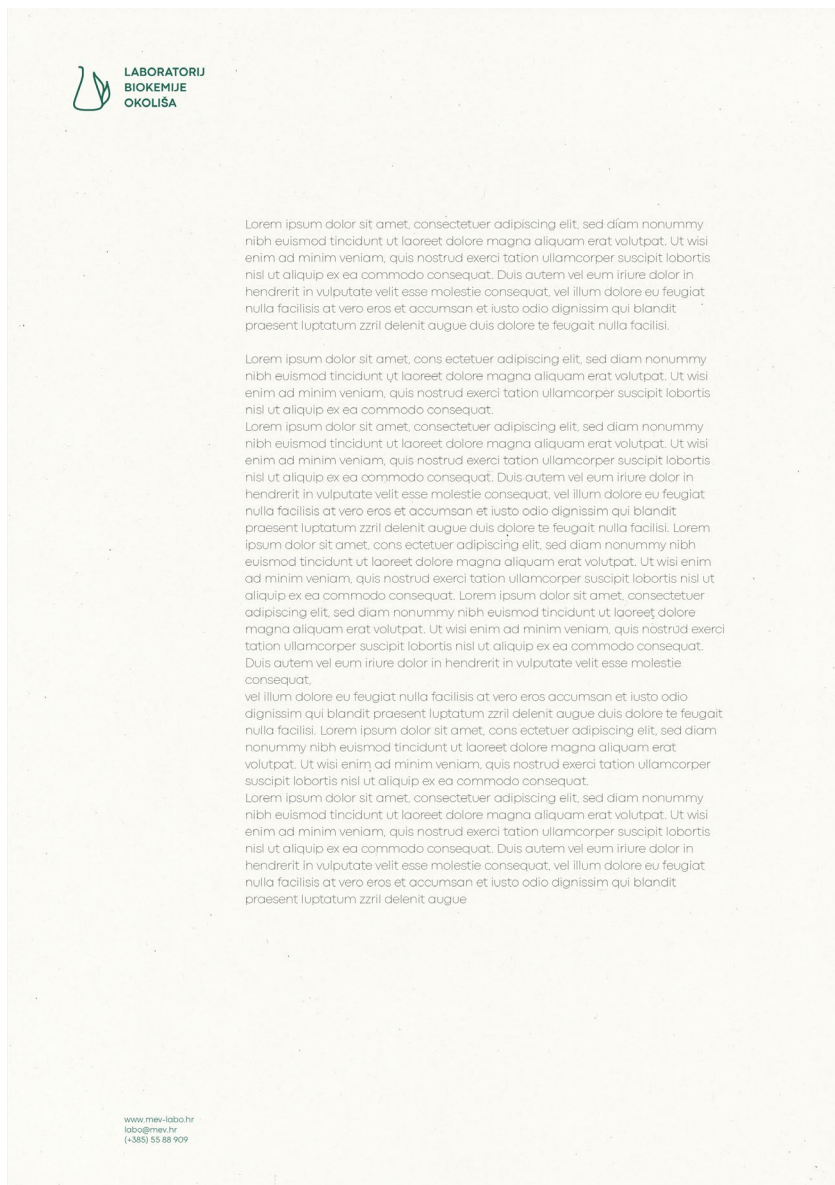 LABORATORIJ
BIOKEMIJE
OKOLIŠA
Lorem ipsum dolor sit amet, consectetuer adipiscing elit, sed diam nonummy
nibh euismod tincidunt ut laoreet dolore magna aliquam erat volutpat. Ut wisi
enim ad minim veniam, quis nostrud exerci tation ullamcorper suscipit lobortis
nisl ut aliquip ex ea commodo consequat. Duis autem vel eum iriure dolor in
hendrerit in vulputate velit esse molestie consequat, vel illum dolore eu feugiat
nulla facilisis at vero eros et accumsan et iusto odio dignissim qui blandit
praesent luptatum zzril delenit augue duis dolore te feugait nulla facilisi.
Lorem ipsum dolor sit amet, cons ectetuer adipiscing elit, sed diam nonummy
nibh euismod tincidunt ut laoreet dolore magna aliquam erat volutpat. Ut wisi
enim ad minim veniam, quis nostrud exerci tation ullamcorper suscipit lobortis
nisl ut aliquip ex ea commodo consequat.
Lorem ipsum dolor sit amet, consectetuer adipiscing elit, sed diam nonummy
nibh euismod tincidunt ut laoreet dolore magna aliquam erat volutpat. Ut wisi
enim ad minim veniam, quis nostrud exerci tation ullamcorper suscipit lobortis
nisl ut aliquip ex ea commodo consequat. Duis autem vel eum iriure dolor in
hendrerit in vulputate velit esse molestie consequat, vel illum dolore eu feugiat
nulla facilisis at vero eros et accumsan et iusto odio dignissim qui blandit
praesent luptatum zzril delenit augue duis dolore te feugait nulla facilisi. Lorem
ipsum dolor sit amet, cons ectetuer adipiscing elit, sed diam nonummy nibh
euismod tincidunt ut laoreet dolore magna aliquam erat volutpat. Ut wisi enim
ad minim veniam, quis nostrud exerci tation ullamcorper suscipit lobortis nisl ut
aliquip ex ea commodo consequat. Lorem ipsum dolor sit amet, consectetuer
adipiscing elit, sed diam nonummy nibh euismod tincidunt ut laoreet dolore
magna aliquam erat volutpat. Ut wisi enim ad minim veniam, quis nostrud exerci
tation ullamcorper suscipit lobortis nisl ut aliquip ex ea commodo consequat.
Duis autem vel eum iriure dolor in hendrerit in vulputate velit esse molestie
consequat,
vel illum dolore eu feugiat nulla facilisis at vero eros accumsan et iusto odio
dignissim qui blandit praesent luptatum zzril delenit augue duis dolore te feugait
nulla facilisi. Lorem ipsum dolor sit amet, cons ectetuer adipiscing elit, sed diam
nonummy nibh euismod tincidunt ut laoreet dolore magna aliquam erat
volutpat. Ut wisi enim ad minim veniam, quis nostrud exerci tation ullamcorper
suscipit lobortis nisl ut aliquip ex ea commodo consequat.
Lorem ipsum dolor sit amet, consectetuer adipiscing elit, sed diam nonummy
nibh euismod tincidunt ut laoreet dolore magna aliquam erat volutpat. Ut wisi
enim ad minim veniam, quis nostrud exerci tation ullamcorper suscipit lobortis
nisl ut aliquip ex ea commodo consequat. Duis autem vel eum iriure dolor in
hendrerit in vulputate velit esse molestie consequat, vel illum dolore eu feugiat
nulla facilisis at vero eros et accumsan et iusto odio dignissim qui blandit
praesent luptatum zzril delenit augue
www.mev-labo.hr
labo@mev.hr
(+385) 55 88 909